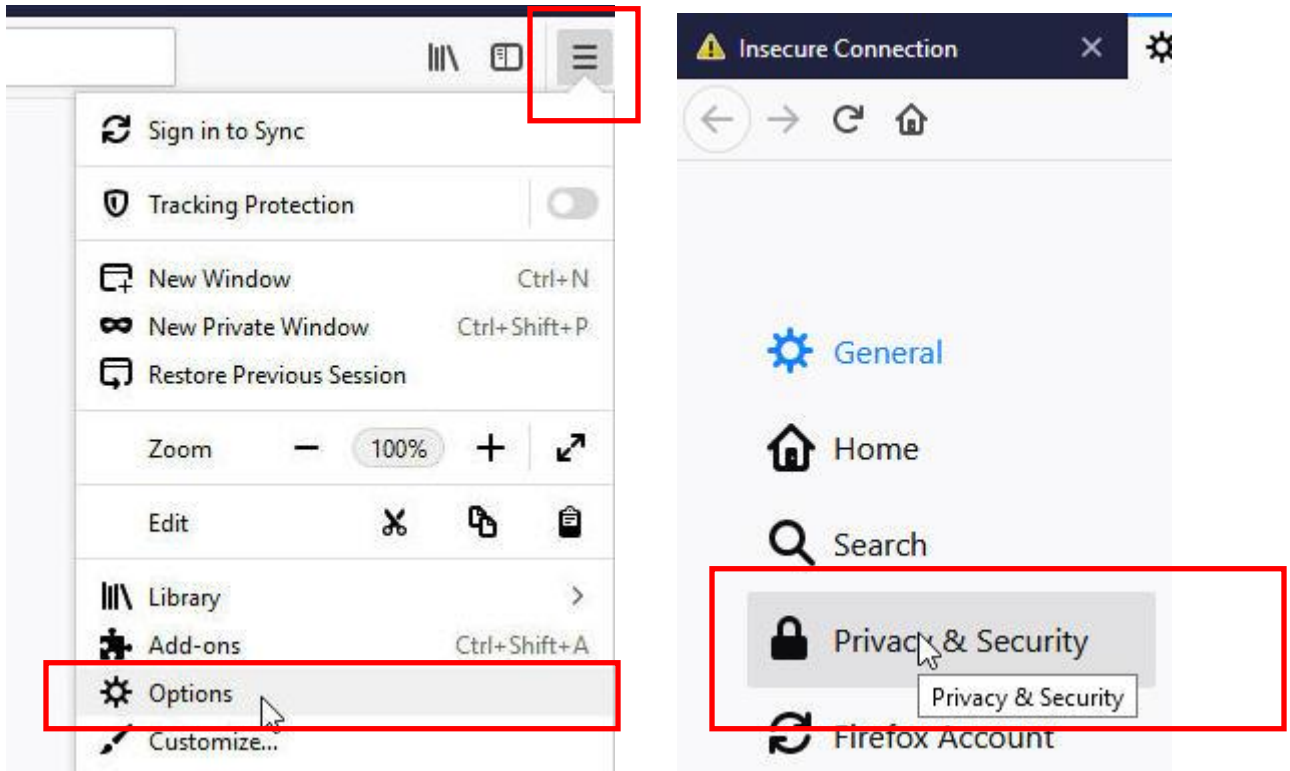 Sign in to Sync
Tracking Protection
New Window Ctrl+N
New Private Window Ctrl+Shift+P
Restore Previous Session
Zoom 100%
Edit
Library
Add-ons Ctrl+Shift+A
Options
Customize...
Insecure Connection
General
Home
Search
Privacy & Security
Privacy & Security
Firefox Account